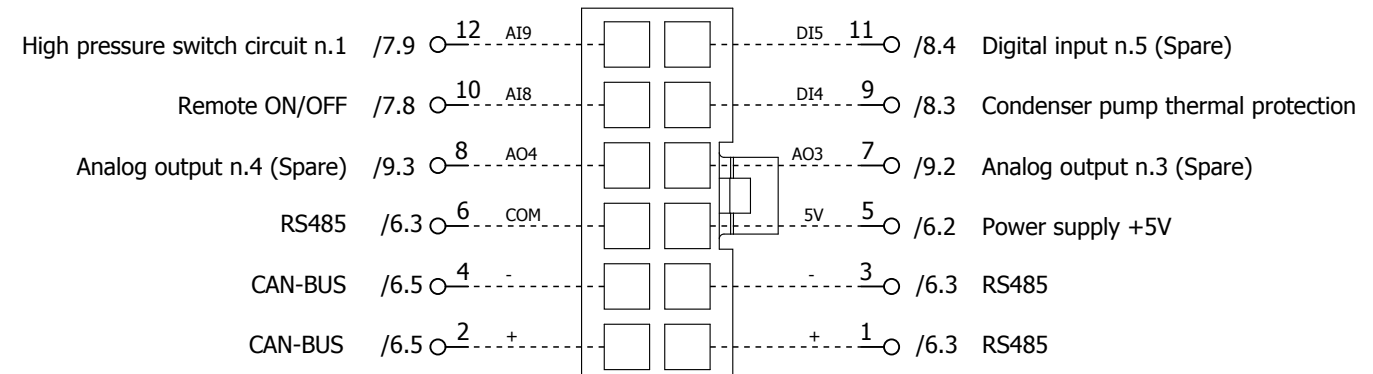 High pressure switch circuit n.1 /7.9 12 AI9 DI5 11 /8.4 Digital input n.5 (Spare)
Remote ON/OFF /7.8 10 AI8 DI4 9 /8.3 Condenser pump thermal protection
Analog output n.4 (Spare) /9.3 8 AO4 AO3 7 /9.2 Analog output n.3 (Spare)
RS485 /6.3 6 COM 5V 5 /6.2 Power supply +5V
CAN-BUS /6.5 4 - - 3 /6.3 RS485
CAN-BUS /6.5 2 + + 1 /6.3 RS485